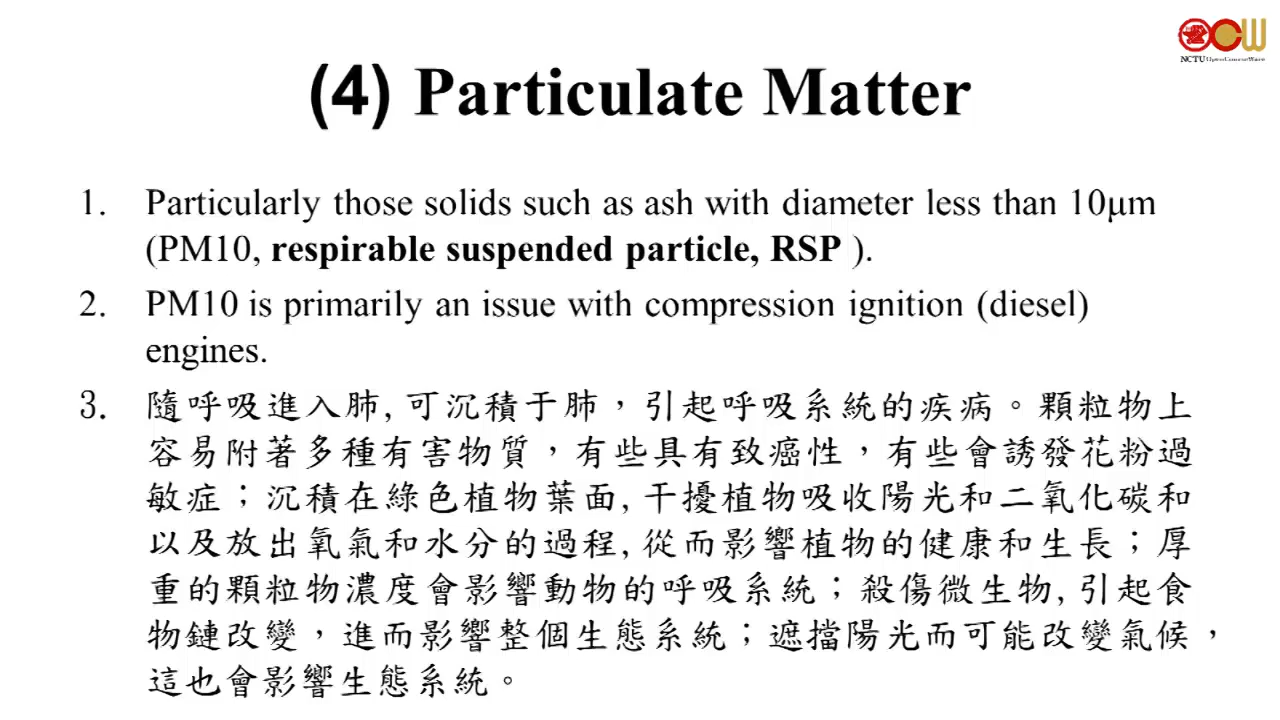 OCW
NCTU OpenCourseWare
(4) Particulate Matter
1. Particularly those solids such as ash with diameter less than 10μm
(PM10, respirable suspended particle, RSP ).
2. PM10 is primarily an issue with compression ignition (diesel)
engines.
3. 隨呼吸進入肺,可沉積于肺，引起呼吸系統的疾病。顆粒物上
容易附著多種有害物質，有些具有致癌性，有些會誘發花粉過
敏症；沉積在綠色植物葉面,干擾植物吸收陽光和二氧化碳和
以及放出氧氣和水分的過程,從而影響植物的健康和生長；厚
重的顆粒物濃度會影響動物的呼吸系統；殺傷微生物,引起食
物鏈改變，進而影響整個生態系統；遮擋陽光而可能改變氣候，
這也會影響生態系統。